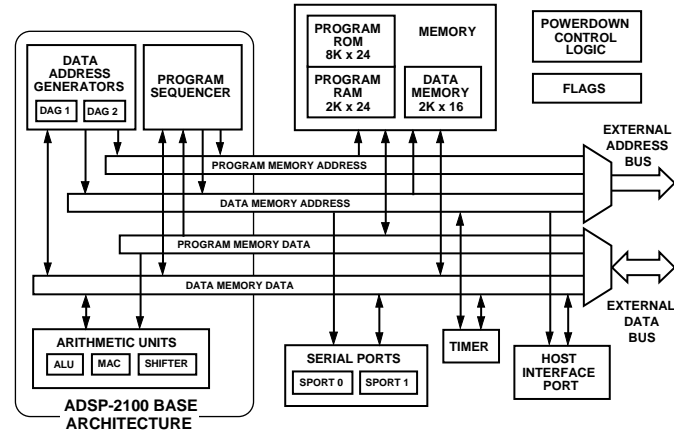 DATA
ADDRESS
GENERATORS
DAG 1
DAG 2
PROGRAM
SEQUENCER
PROGRAM
ROM
8K x 24
PROGRAM
RAM
2K x 24
MEMORY
DATA
MEMORY
2K x 16
POWERDOWN
CONTROL
LOGIC
FLAGS
EXTERNAL
ADDRESS
BUS
PROGRAM MEMORY ADDRESS
DATA MEMORY ADDRESS
PROGRAM MEMORY DATA
DATA MEMORY DATA
EXTERNAL
DATA
BUS
ARITHMETIC UNITS
ALU
MAC
SHIFTER
SERIAL PORTS
SPORT 0
SPORT 1
TIMER
HOST
INTERFACE
PORT
ADSP-2100 BASE
ARCHITECTURE